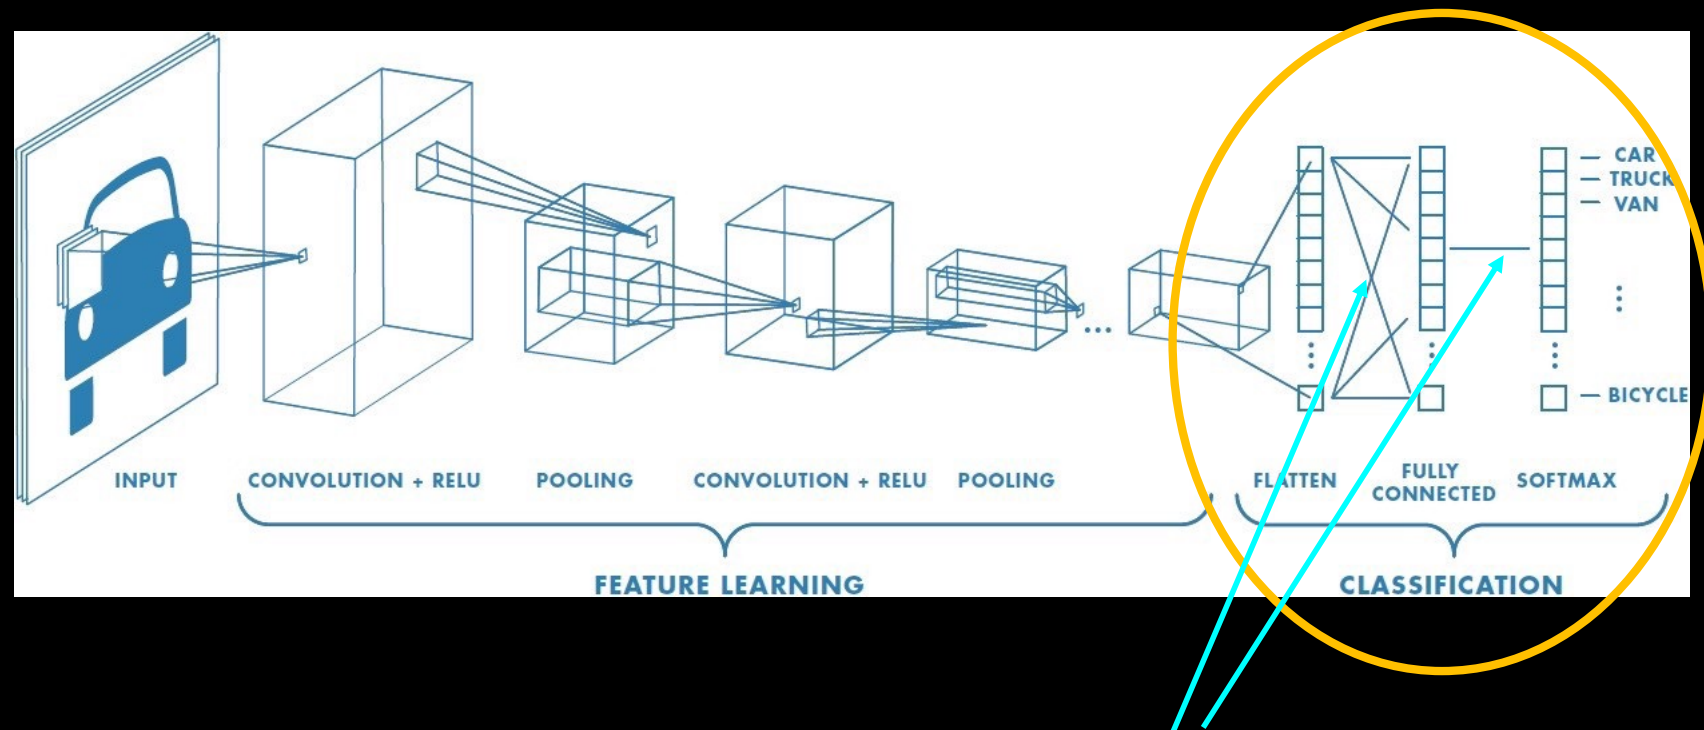 CAR
TRUCK
VAN
BICYCLE
INPUT
CONVOLUTION + RELU
POOLING
CONVOLUTION + RELU
POOLING
FLATTEN
FULLY
CONNECTED
SOFTMAX
FEATURE LEARNING
CLASSIFICATION